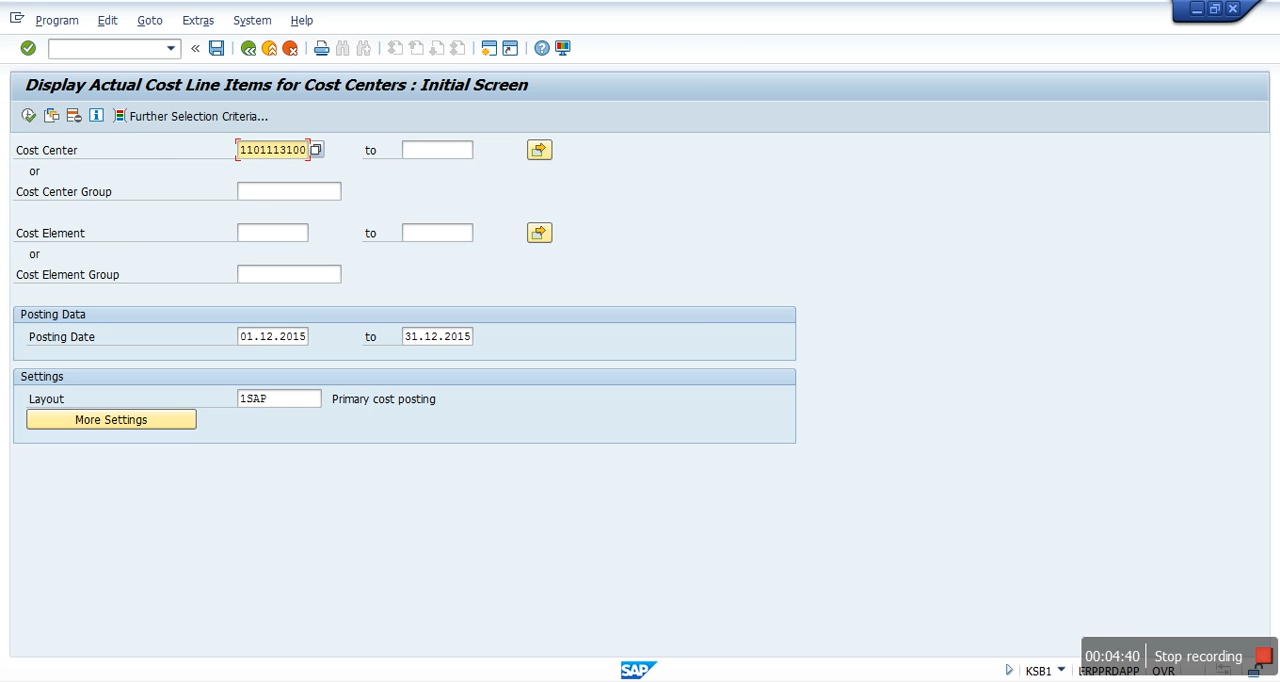 Program Edit Goto Extras System Help
«
Display Actual Cost Line Items for Cost Centers : Initial Screen
Further Selection Criteria...
Cost Center 1101113100 to
or
Cost Center Group
Cost Element to
or
Cost Element Group
Posting Data
Posting Date 01.12.2015 to 31.12.2015
Settings
Layout 1SAP Primary cost posting
More Settings
00:04:40 Stop recording
SAP KSB1 OVR